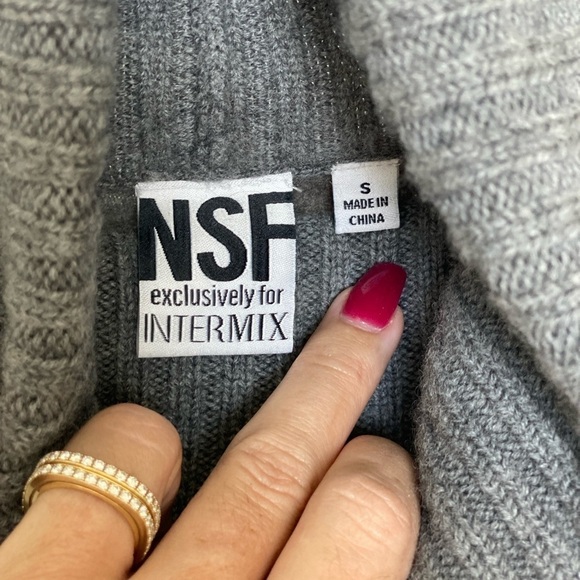 NSF
exclusively for
INTERMIX
S
MADE IN
CHINA